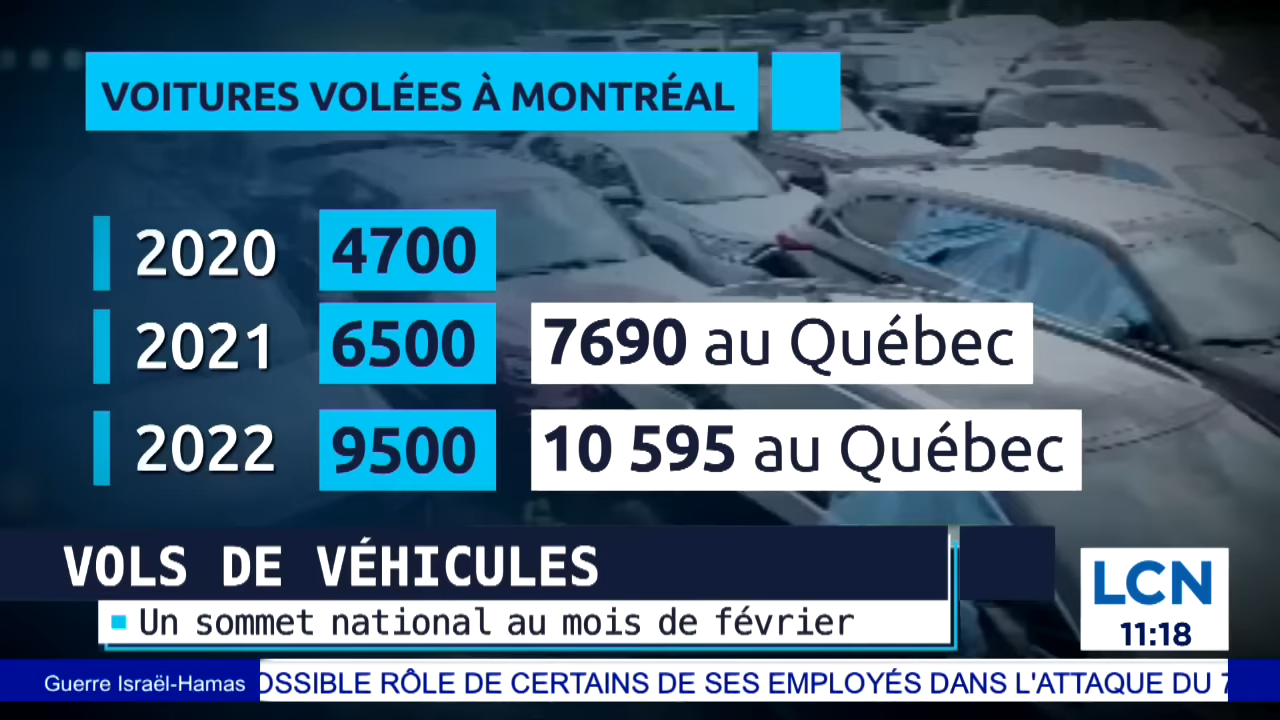 VOITURES VOLÉES À MONTRÉAL
2020 4700
2021 6500 7690 au Québec
2022 9500 10 595 au Québec
VOLS DE VÉHICULES
Un sommet national au mois de février
LCN
11:18
Guerre Israël-Hamas OSSIBLE RÔLE DE CERTAINS DE SES EMPLOYÉS DANS L'ATTAQUE DU 7